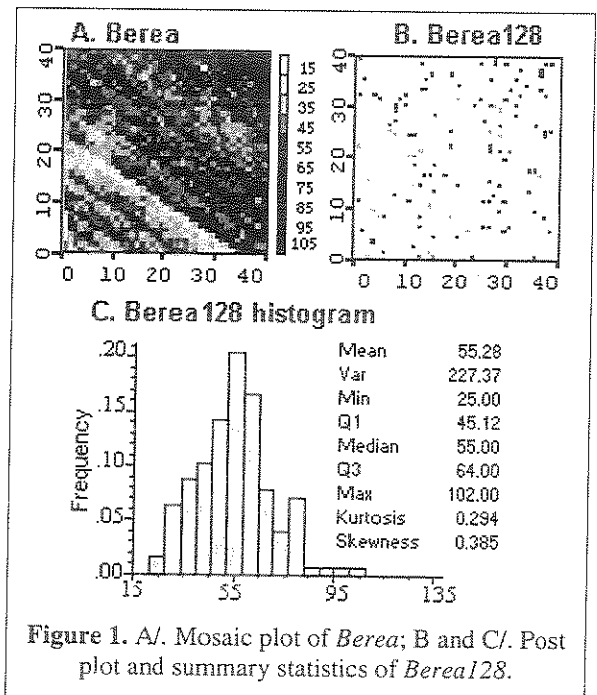 A. Berea
40
30
20
10
0
0 10 20 30 40
15
25
35
45
55
65
75
85
95
105
B. Berea128
40
30
20
10
0
0 10 20 30 40
C. Berea128 histogram
Frequency
.20
.15
.10
.05
.00
15 55 95 135
Mean 55.28
Var 227.37
Min 25.00
Q1 45.12
Median 55.00
Q3 64.00
Max 102.00
Kurtosis 0.294
Skewness 0.385
Figure 1. A/. Mosaic plot of Berea; B and C/. Post
plot and summary statistics of Berea128.